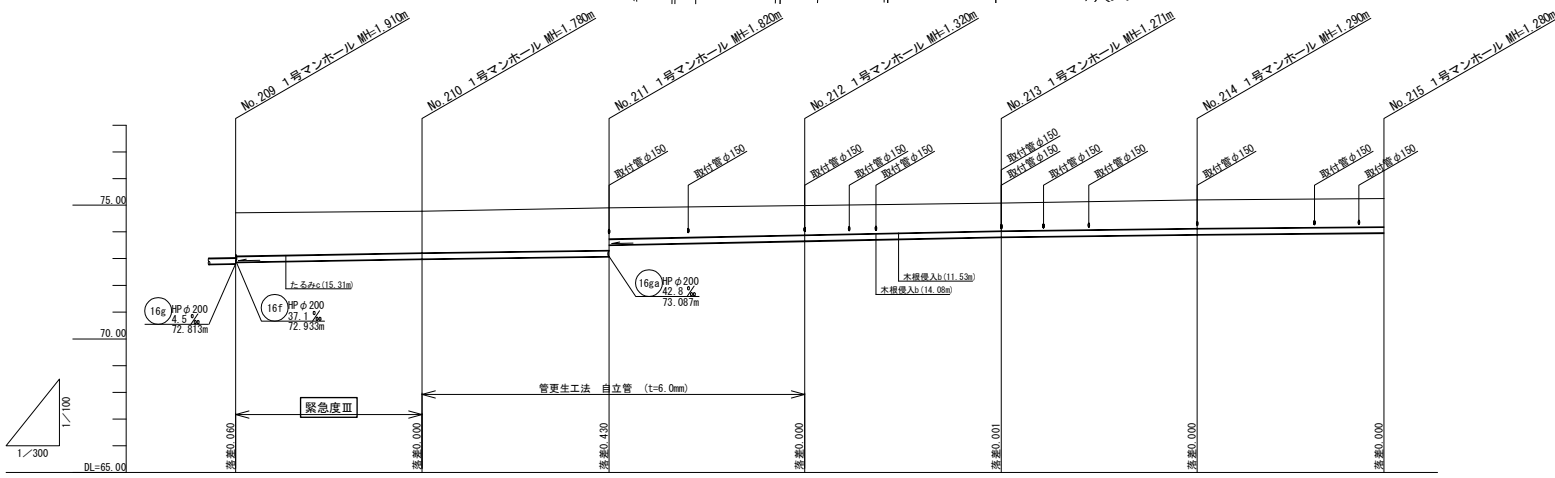 No.209 1号マンホール MH=1.910m
No.210 1号マンホール MH=1.780m
No.211 1号マンホール MH=1.820m
No.212 1号マンホール MH=1.320m
No.213 1号マンホール MH=1.271m
No.214 1号マンホール MH=1.290m
No.215 1号マンホール MH=1.280m
取付管φ150
取付管φ150
取付管φ150
取付管φ150
取付管φ150
取付管φ150
取付管φ150
取付管φ150
取付管φ150
取付管φ150
取付管φ150
取付管φ150
75.00
70.00
DL=65.00
たるみc(15.31m)
木根侵入b(11.53m)
木根侵入b(14.08m)
16g
HPφ200
4.5 ‰
72.813m
16f
HPφ200
37.1 ‰
72.933m
16ga
HPφ200
42.8 ‰
73.087m
管更生工法 自立管 (t=6.0mm)
緊急度Ⅲ
1/100
1/300
落差0.060
落差0.000
落差0.430
落差0.000
落差0.001
落差0.000
落差0.000